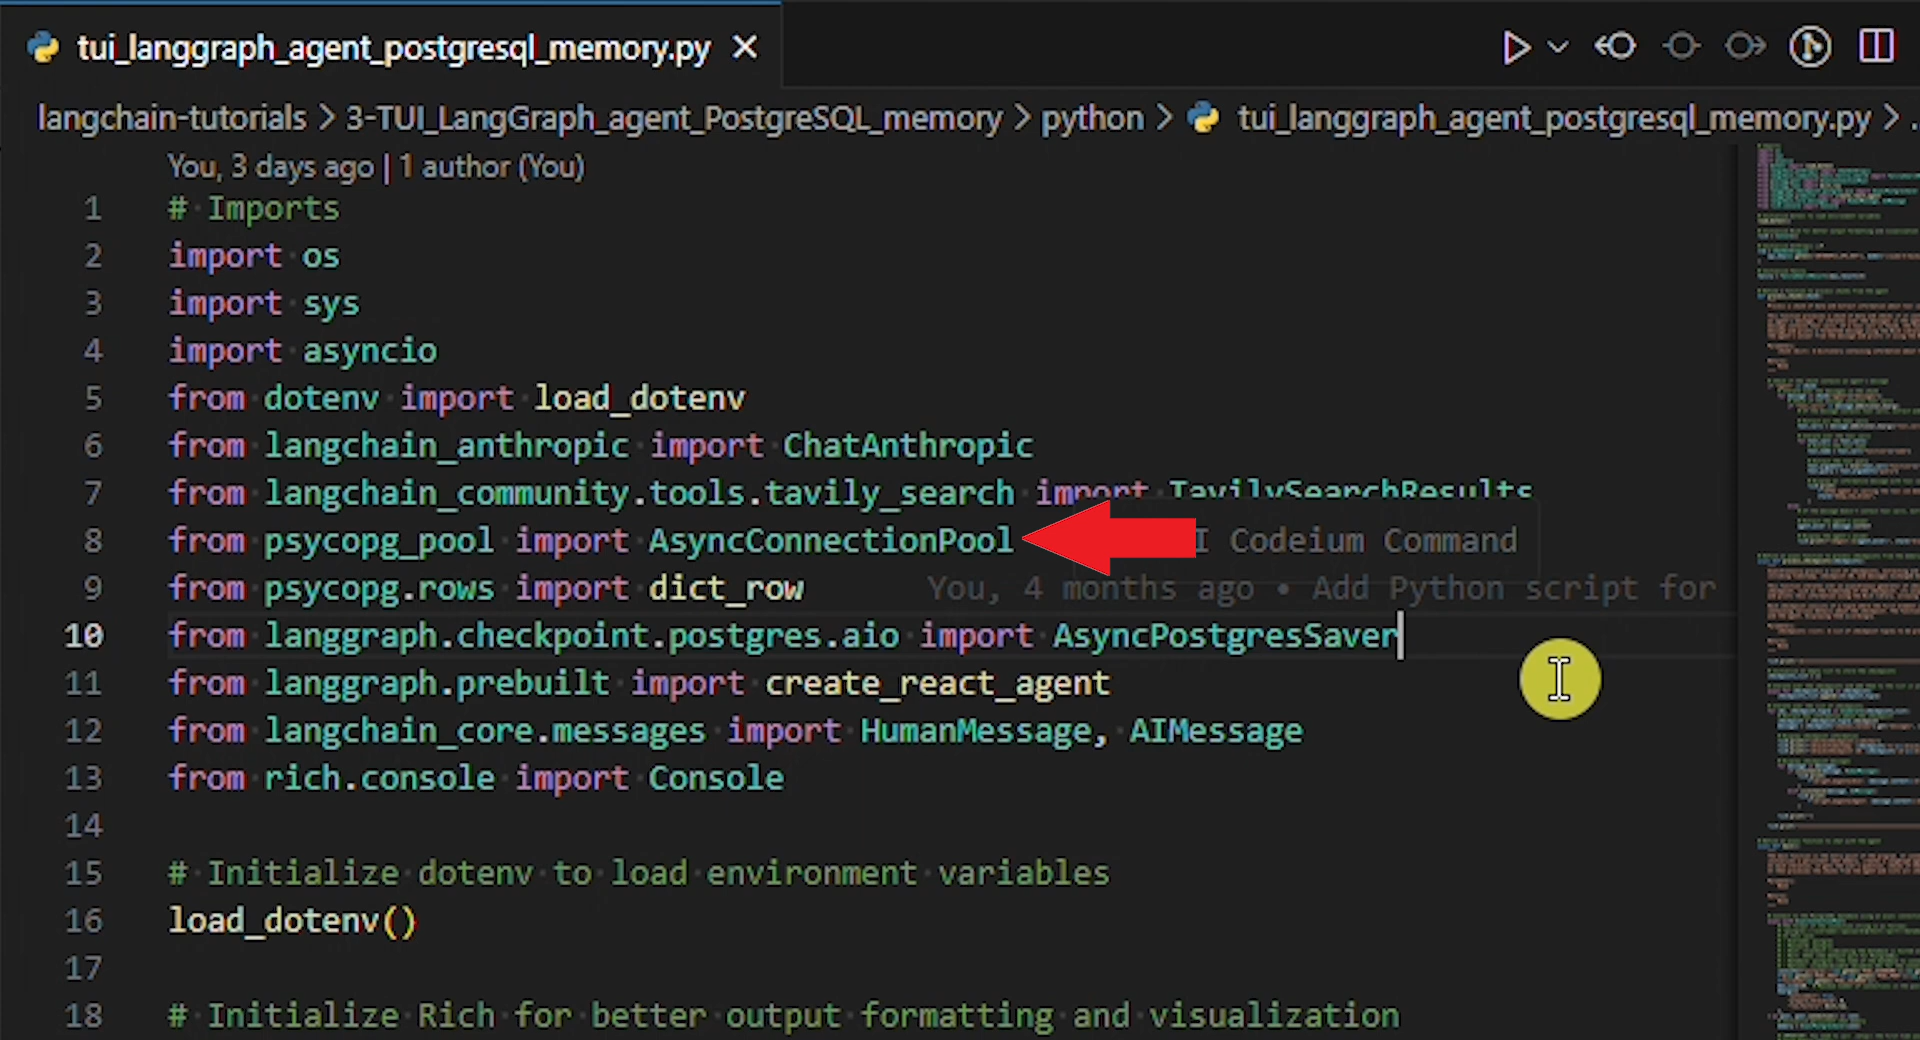 tui_langgraph_agent_postgresql_memory.py
langchain-tutorials > 3-TUI_LangGraph_agent_PostgreSQL_memory > python > tui_langgraph_agent_postgresql_memory.py > .
You, 3 days ago | 1 author (You)
1 # Imports
2 import os
3 import sys
4 import asyncio
5 from dotenv import load_dotenv
6 from langchain_anthropic import ChatAnthropic
7 from langchain_community.tools.tavily_search import TavilySearchResults
8 from psycopg_pool import AsyncConnectionPool I Codeium Command
9 from psycopg.rows import dict_row You, 4 months ago • Add Python script for
10 from langgraph.checkpoint.postgres.aio import AsyncPostgresSaver
11 from langgraph.prebuilt import create_react_agent
12 from langchain_core.messages import HumanMessage, AIMessage
13 from rich.console import Console
14
15 # Initialize dotenv to load environment variables
16 load_dotenv()
17
18 # Initialize Rich for better output formatting and visualization